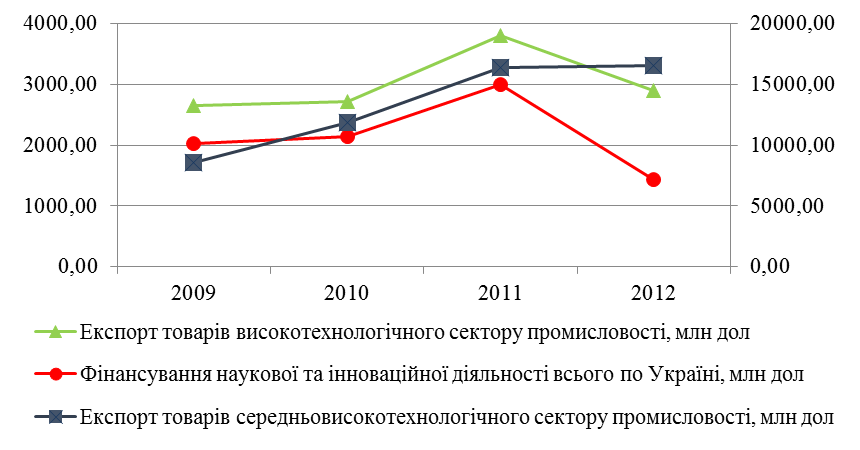 4000,00 20000,00
3000,00 15000,00
2000,00 10000,00
1000,00 5000,00
0,00 0,00
2009 2010 2011 2012
Експорт товарів високотехнологічного сектору промисловості, млн дол
Фінансування наукової та інноваційної діяльності всього по Україні, млн дол
Експорт товарів середньовисокотехнологічного сектору промисловості, млн дол